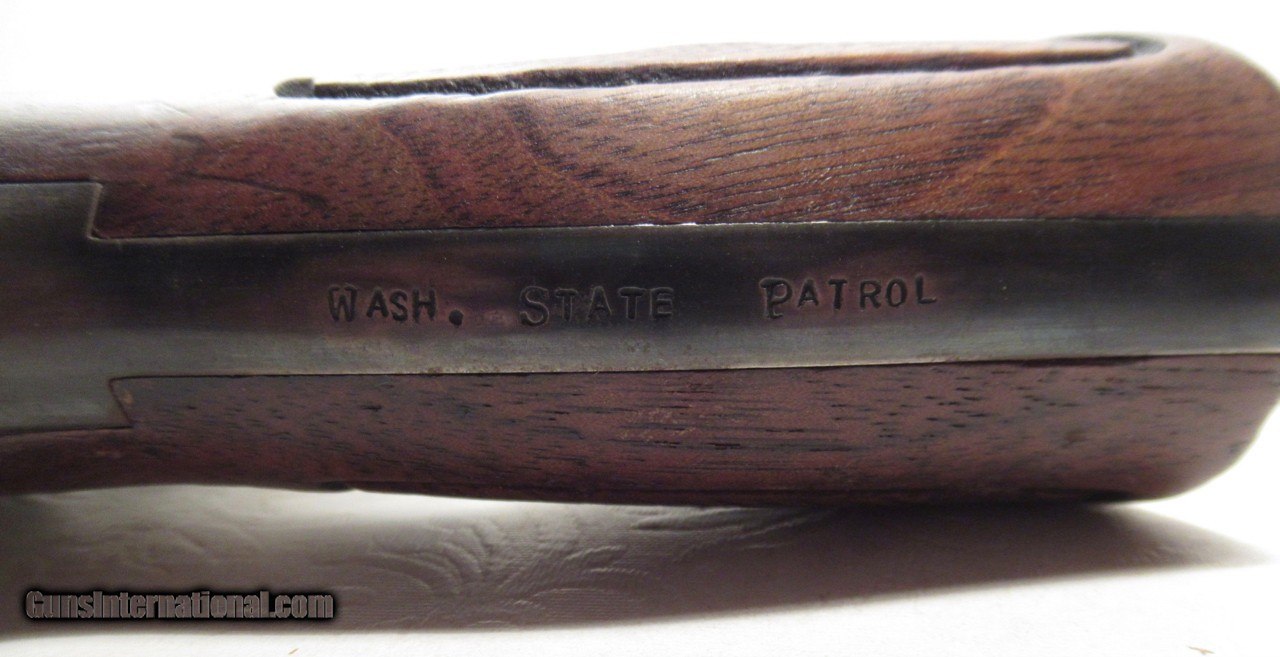 WASH. STATE PATROL
GunsInternational.com